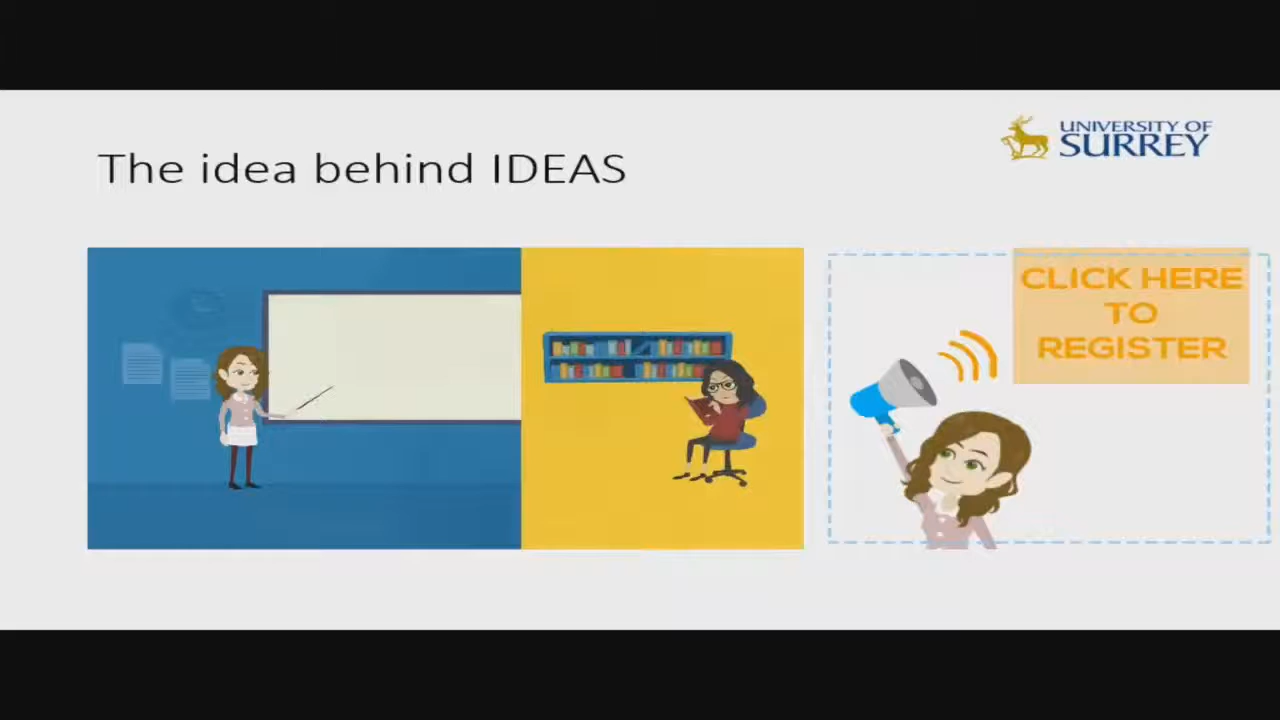 UNIVERSITY OF
SURREY
The idea behind IDEAS
CLICK HERE
TO
REGISTER